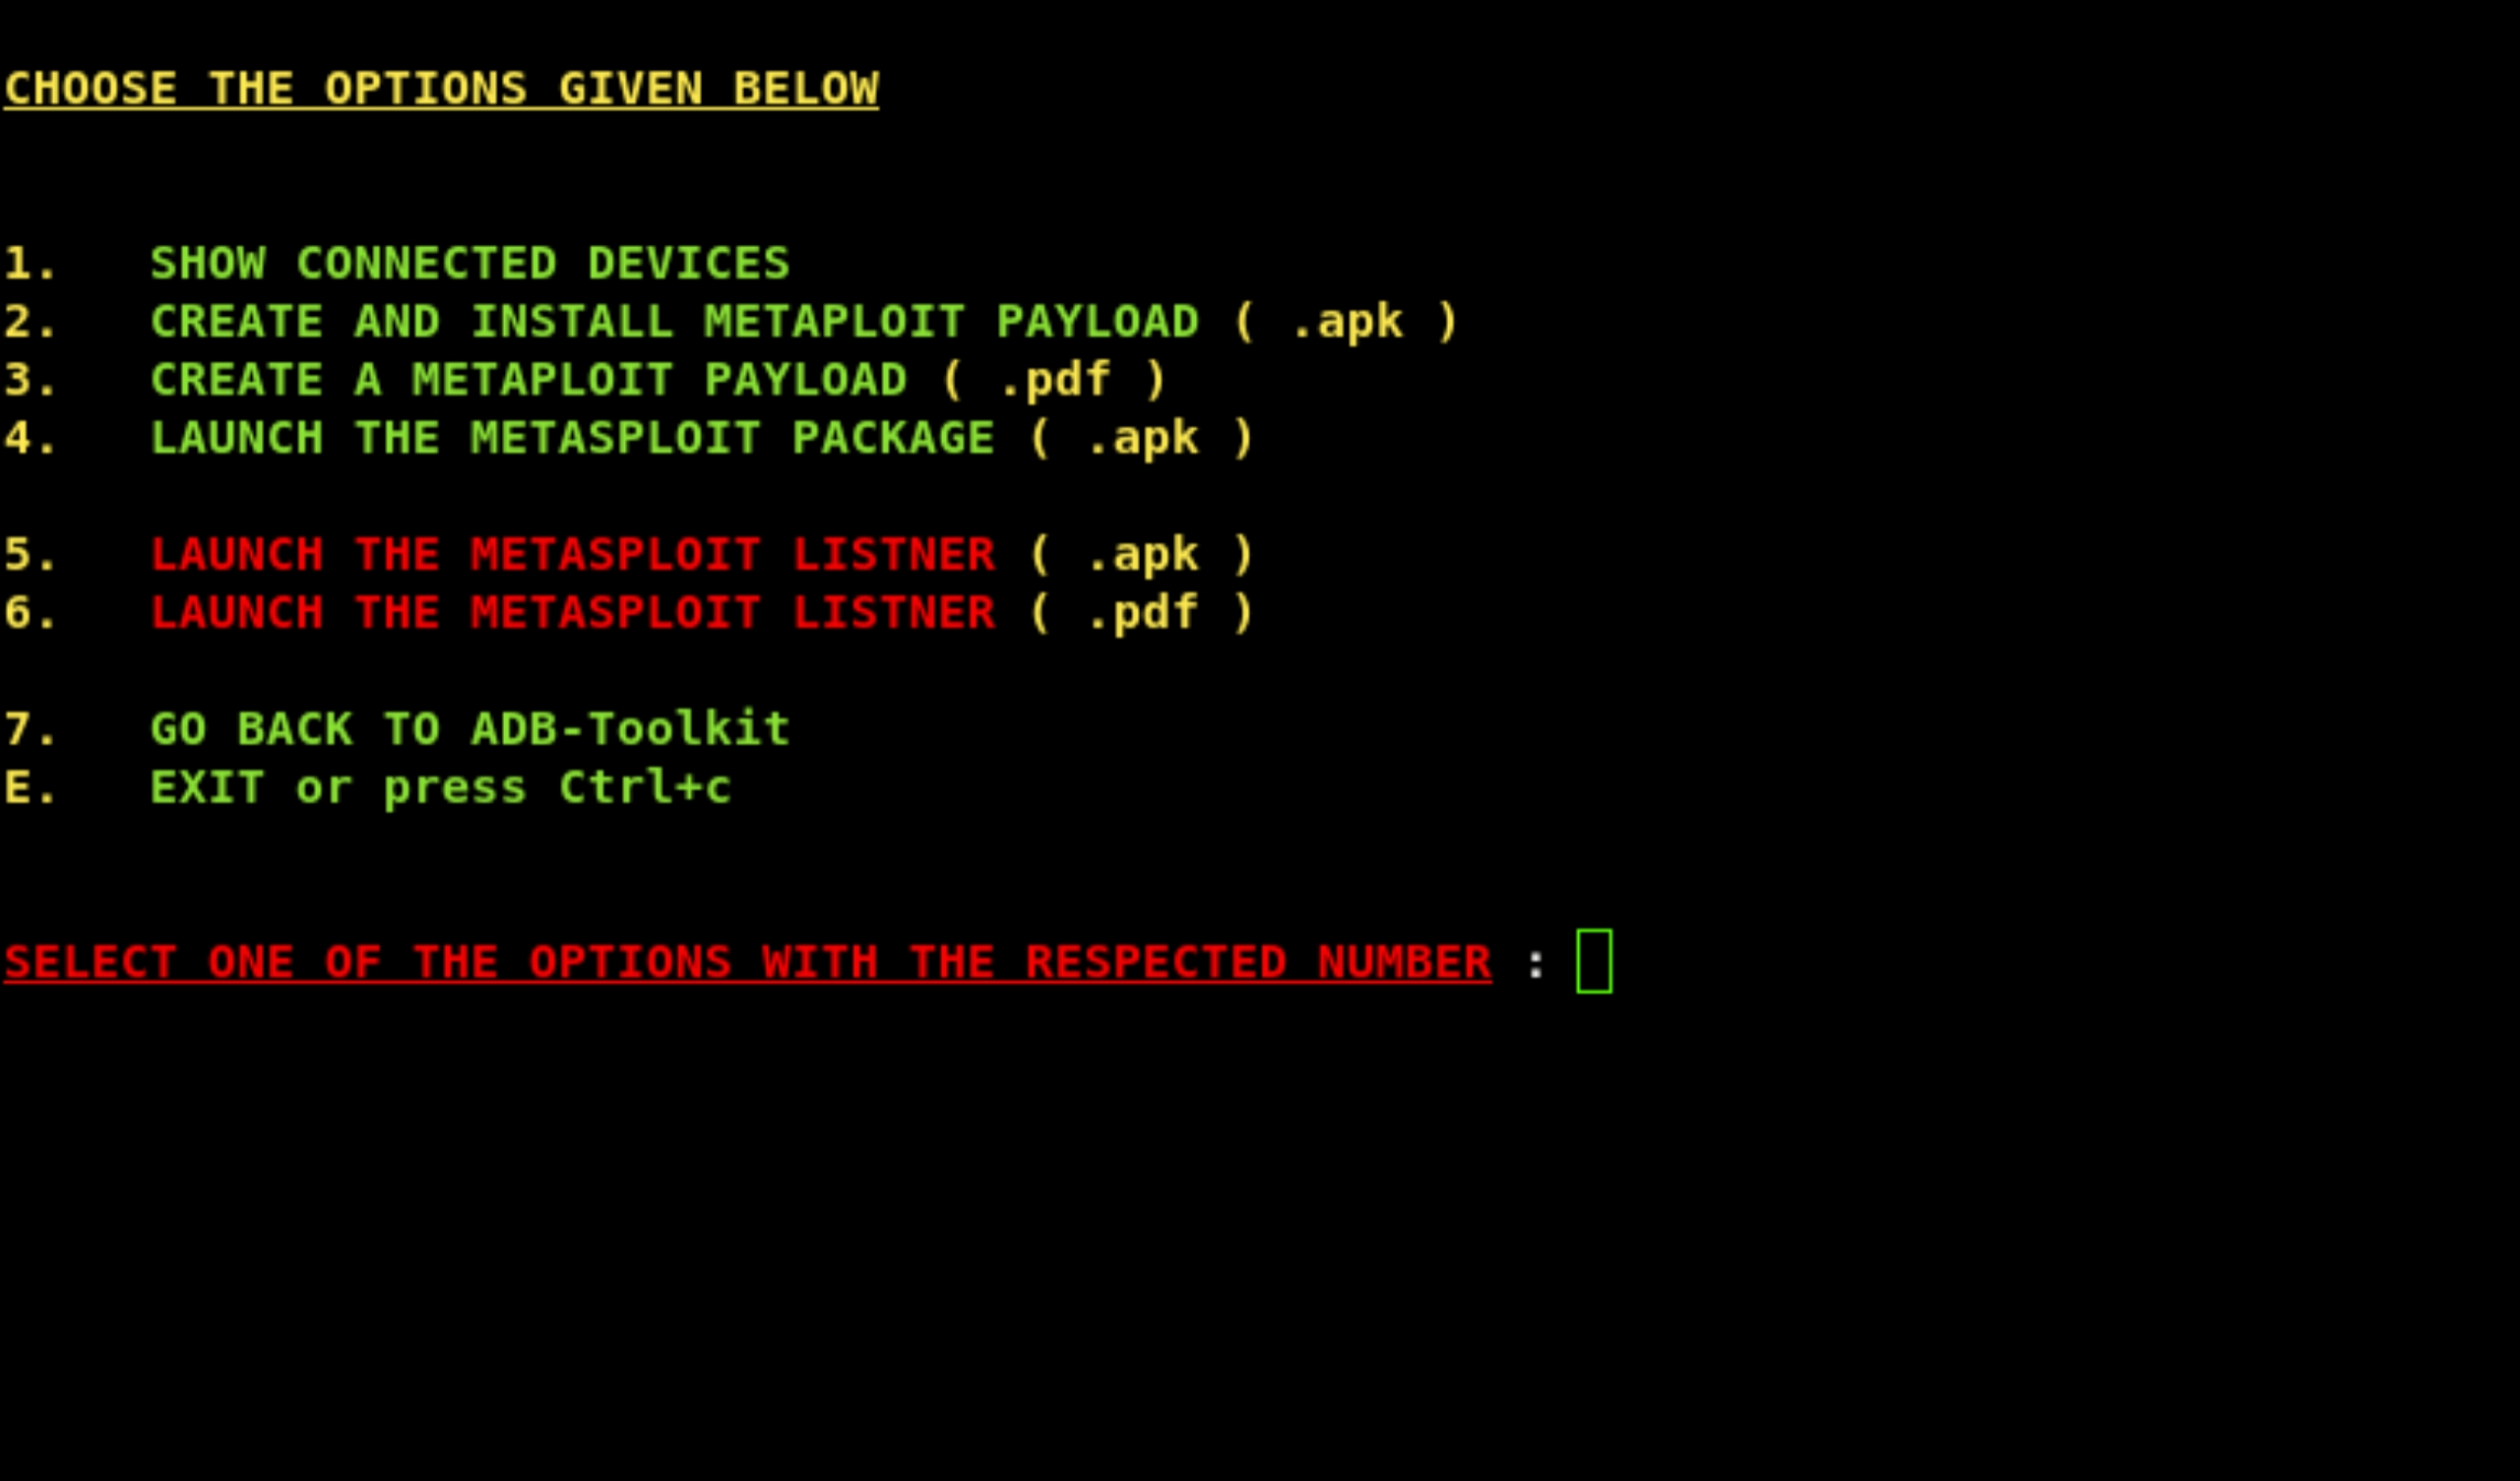 CHOOSE THE OPTIONS GIVEN BELOW
1. SHOW CONNECTED DEVICES
2. CREATE AND INSTALL METAPLOIT PAYLOAD ( .apk )
3. CREATE A METAPLOIT PAYLOAD ( .pdf )
4. LAUNCH THE METASPLOIT PACKAGE ( .apk )
5. LAUNCH THE METASPLOIT LISTNER ( .apk )
6. LAUNCH THE METASPLOIT LISTNER ( .pdf )
7. GO BACK TO ADB-Toolkit
E. EXIT or press Ctrl+c
SELECT ONE OF THE OPTIONS WITH THE RESPECTED NUMBER :